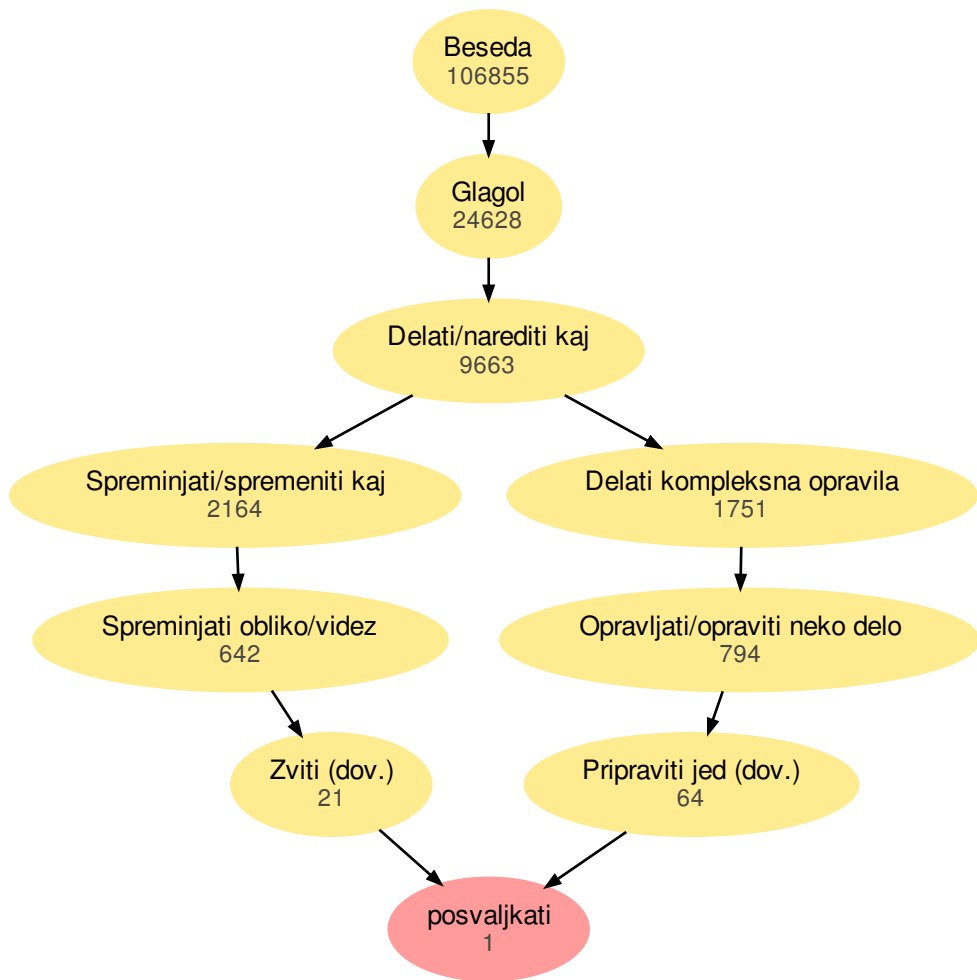 Beseda
106855
Glagol
24628
Delati/narediti kaj
9663
Spreminjati/spremeniti kaj
2164
Delati kompleksna opravila
1751
Spreminjati obliko/videz
642
Opravljati/opraviti neko delo
794
Zviti (dov.)
21
Pripraviti jed (dov.)
64
posvaljkati
1